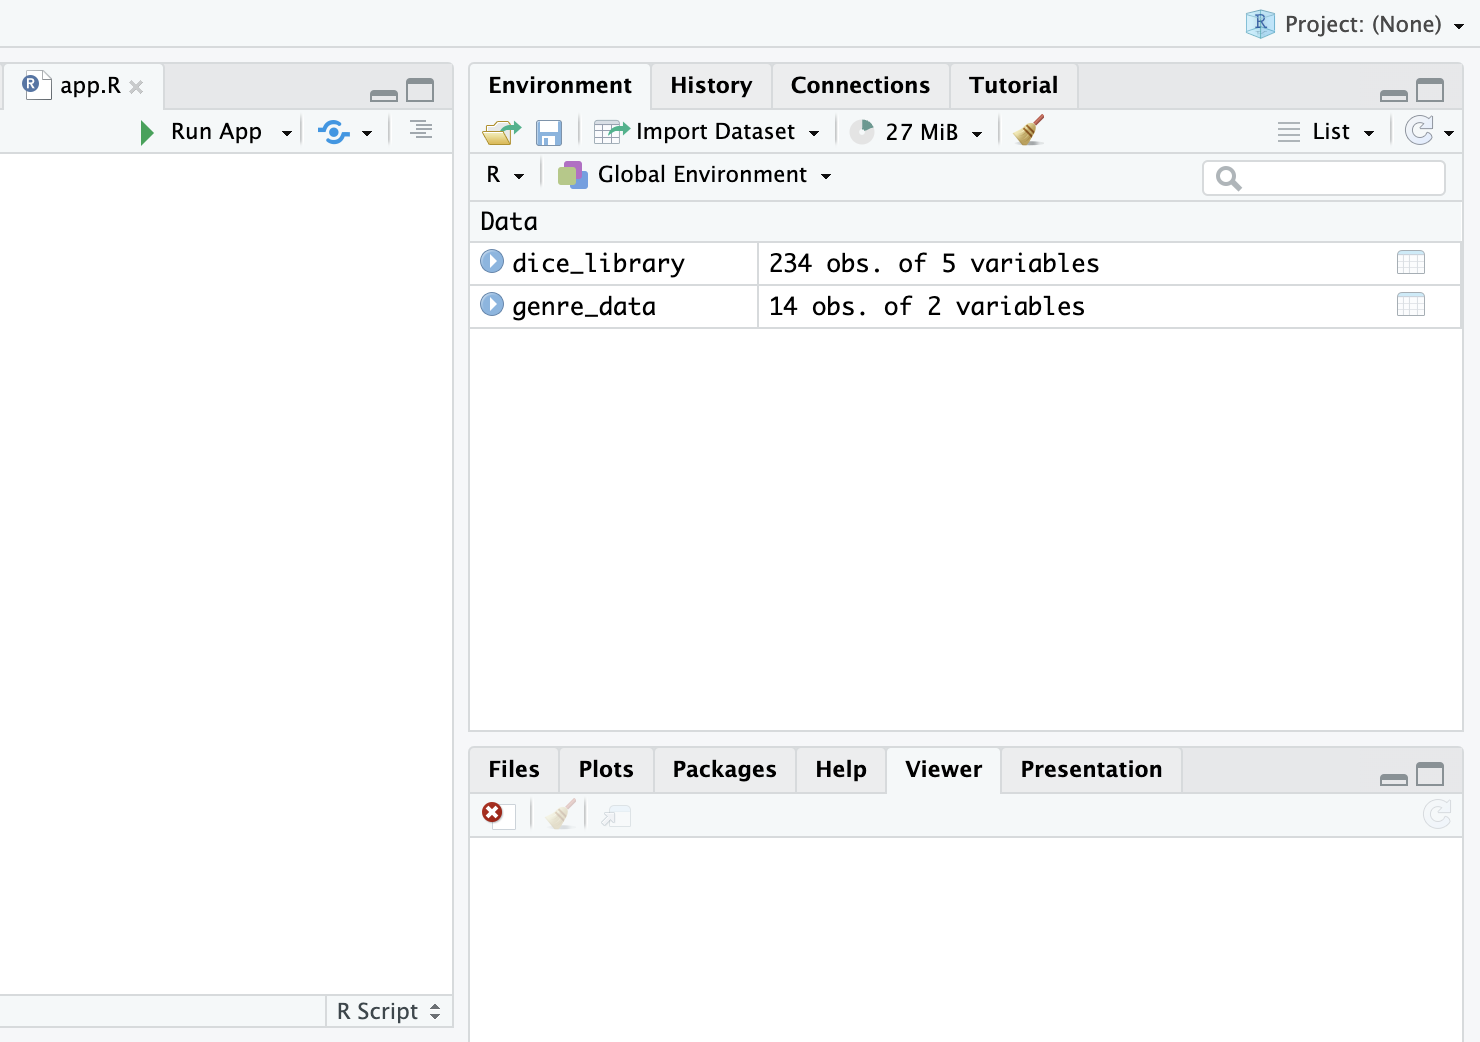 Project: (None)
app.R
Run App
R Script
Environment History Connections Tutorial
Import Dataset 27 MiB List
R Global Environment
Data
dice_library 234 obs. of 5 variables
genre_data 14 obs. of 2 variables
Files Plots Packages Help Viewer Presentation